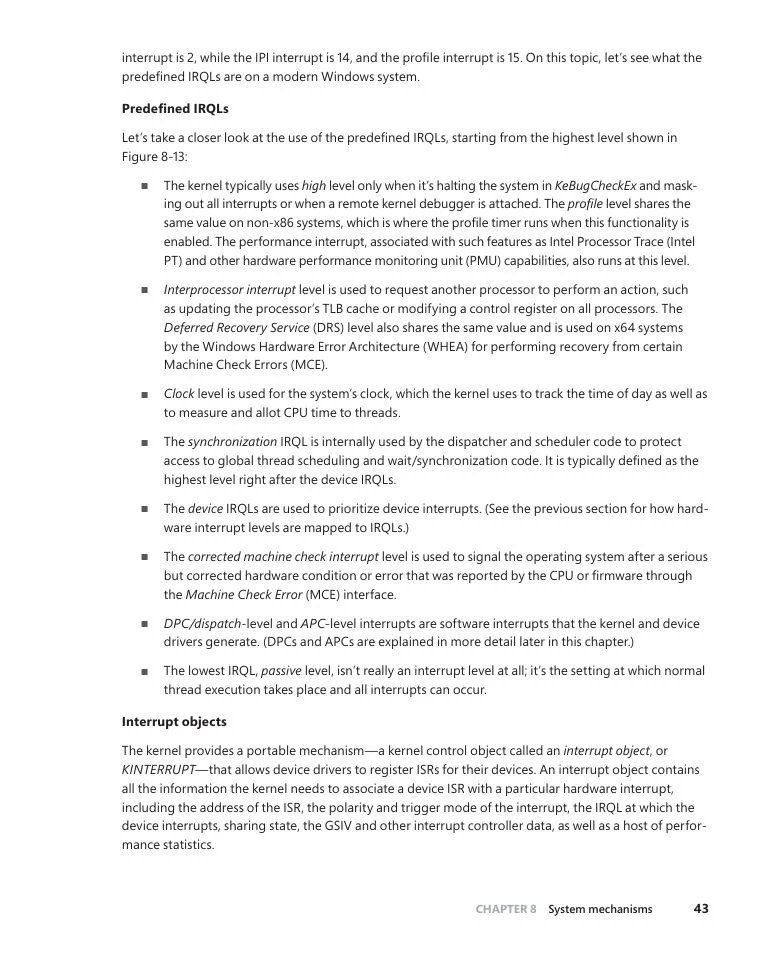 interrupt is 2, while the IPI interrupt is 14, and the profile interrupt is 15. On this topic, let's see what the
predefined IRQLs are on a modern Windows system.
Predefined IRQLs
Let's take a closer look at the use of the predefined IRQLs, starting from the highest level shown in
Figure 8-13:
■ The kernel typically uses high level only when it's halting the system in KeBugCheckEx and mask-
ing out all interrupts or when a remote kernel debugger is attached. The profile level shares the
same value on non-x86 systems, which is where the profile timer runs when this functionality is
enabled. The performance interrupt, associated with such features as Intel Processor Trace (Intel
PT) and other hardware performance monitoring unit (PMU) capabilities, also runs at this level.
■ Interprocessor interrupt level is used to request another processor to perform an action, such
as updating the processor's TLB cache or modifying a control register on all processors. The
Deferred Recovery Service (DRS) level also shares the same value and is used on x64 systems
by the Windows Hardware Error Architecture (WHEA) for performing recovery from certain
Machine Check Errors (MCE).
■ Clock level is used for the system's clock, which the kernel uses to track the time of day as well as
to measure and allot CPU time to threads.
■ The synchronization IRQL is internally used by the dispatcher and scheduler code to protect
access to global thread scheduling and wait/synchronization code. It is typically defined as the
highest level right after the device IRQLs.
■ The device IRQLs are used to prioritize device interrupts. (See the previous section for how hard-
ware interrupt levels are mapped to IRQLs.)
■ The corrected machine check interrupt level is used to signal the operating system after a serious
but corrected hardware condition or error that was reported by the CPU or firmware through
the Machine Check Error (MCE) interface.
■ DPC/dispatch-level and APC-level interrupts are software interrupts that the kernel and device
drivers generate. (DPCs and APCs are explained in more detail later in this chapter.)
■ The lowest IRQL, passive level, isn't really an interrupt level at all; it's the setting at which normal
thread execution takes place and all interrupts can occur.
Interrupt objects
The kernel provides a portable mechanism—a kernel control object called an interrupt object, or
KINTERRUPT—that allows device drivers to register ISRs for their devices. An interrupt object contains
all the information the kernel needs to associate a device ISR with a particular hardware interrupt,
including the address of the ISR, the polarity and trigger mode of the interrupt, the IRQL at which the
device interrupts, sharing state, the GSIV and other interrupt controller data, as well as a host of perfor-
mance statistics.
CHAPTER 8 System mechanisms 43